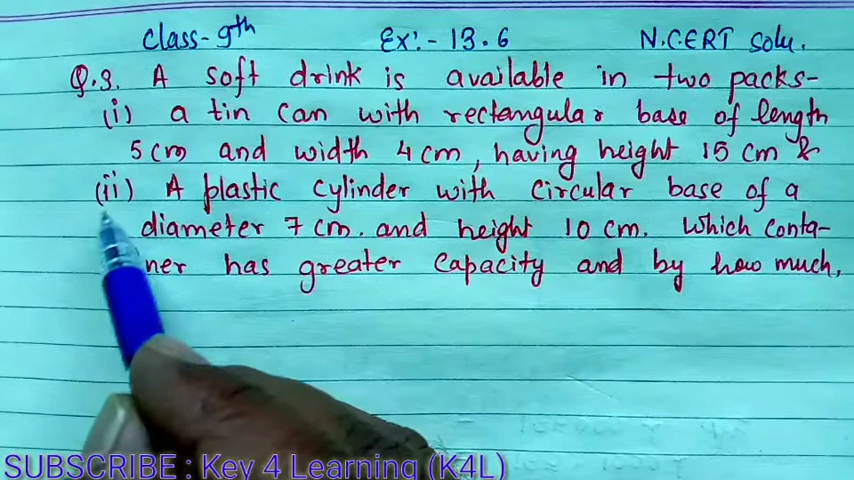 Class- 9th Ex:- 13.6 N.C.ERT Solu.
Q.3. A soft drink is available in two packs-
(i) a tin can with rectangular base of length
5 cm and width 4 cm, having height 15 cm &
(ii) A plastic cylinder with circular base of a
diameter 7 cm. and height 10 cm. Which conta-
ner has greater capacity and by how much.
SUBSCRIBE : Key 4 Learning (K4L)